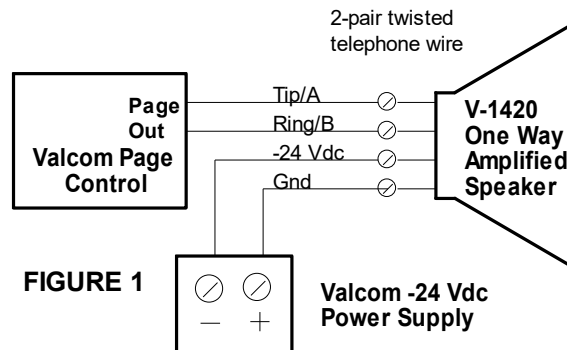 2-pair twisted
telephone wire
Page
Out
Valcom Page
Control
Tip/A
Ring/B
-24 Vdc
Gnd
V-1420
One Way
Amplified
Speaker
FIGURE 1
− +
Valcom -24 Vdc
Power Supply